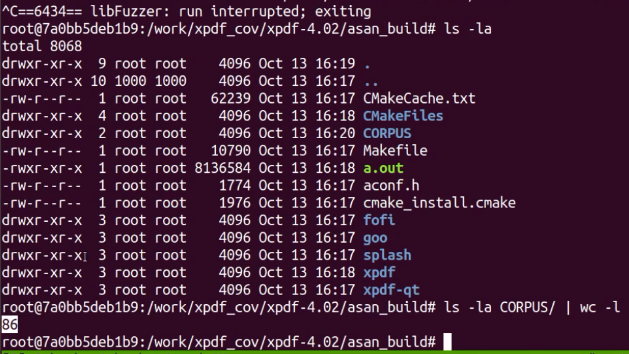 ^C==6434== libFuzzer: run interrupted; exiting
root@7a0bb5deb1b9:/work/xpdf_cov/xpdf-4.02/asan_build# ls -la
total 8068
drwxr-xr-x 9 root root 4096 Oct 13 16:19 .
drwxr-xr-x 10 1000 1000 4096 Oct 13 16:17 ..
-rw-r--r-- 1 root root 62239 Oct 13 16:17 CMakeCache.txt
drwxr-xr-x 4 root root 4096 Oct 13 16:18 CMakeFiles
drwxr-xr-x 2 root root 4096 Oct 13 16:20 CORPUS
-rw-r--r-- 1 root root 10790 Oct 13 16:17 Makefile
-rwxr-xr-x 1 root root 8136584 Oct 13 16:18 a.out
-rw-r--r-- 1 root root 1774 Oct 13 16:17 aconf.h
-rw-r--r-- 1 root root 1976 Oct 13 16:17 cmake_install.cmake
drwxr-xr-x 3 root root 4096 Oct 13 16:17 fofi
drwxr-xr-x 3 root root 4096 Oct 13 16:17 goo
drwxr-xr-x 3 root root 4096 Oct 13 16:17 splash
drwxr-xr-x 3 root root 4096 Oct 13 16:18 xpdf
drwxr-xr-x 3 root root 4096 Oct 13 16:17 xpdf-qt
root@7a0bb5deb1b9:/work/xpdf_cov/xpdf-4.02/asan_build# ls -la CORPUS/ | wc -l
86
root@7a0bb5deb1b9:/work/xpdf_cov/xpdf-4.02/asan_build#